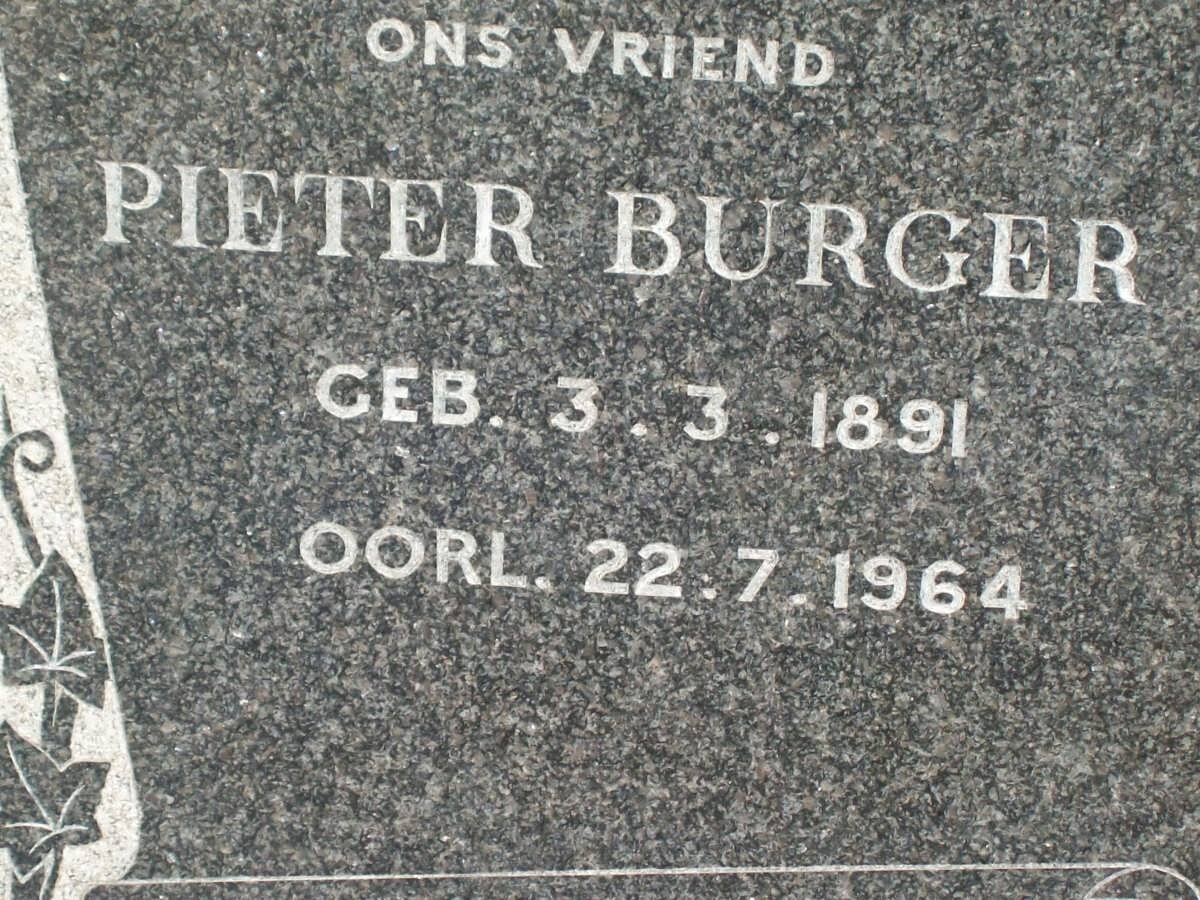 ONS VRIEND
PIETER BURGER
GEB. 3.3.1891
OORL. 22.7.1964